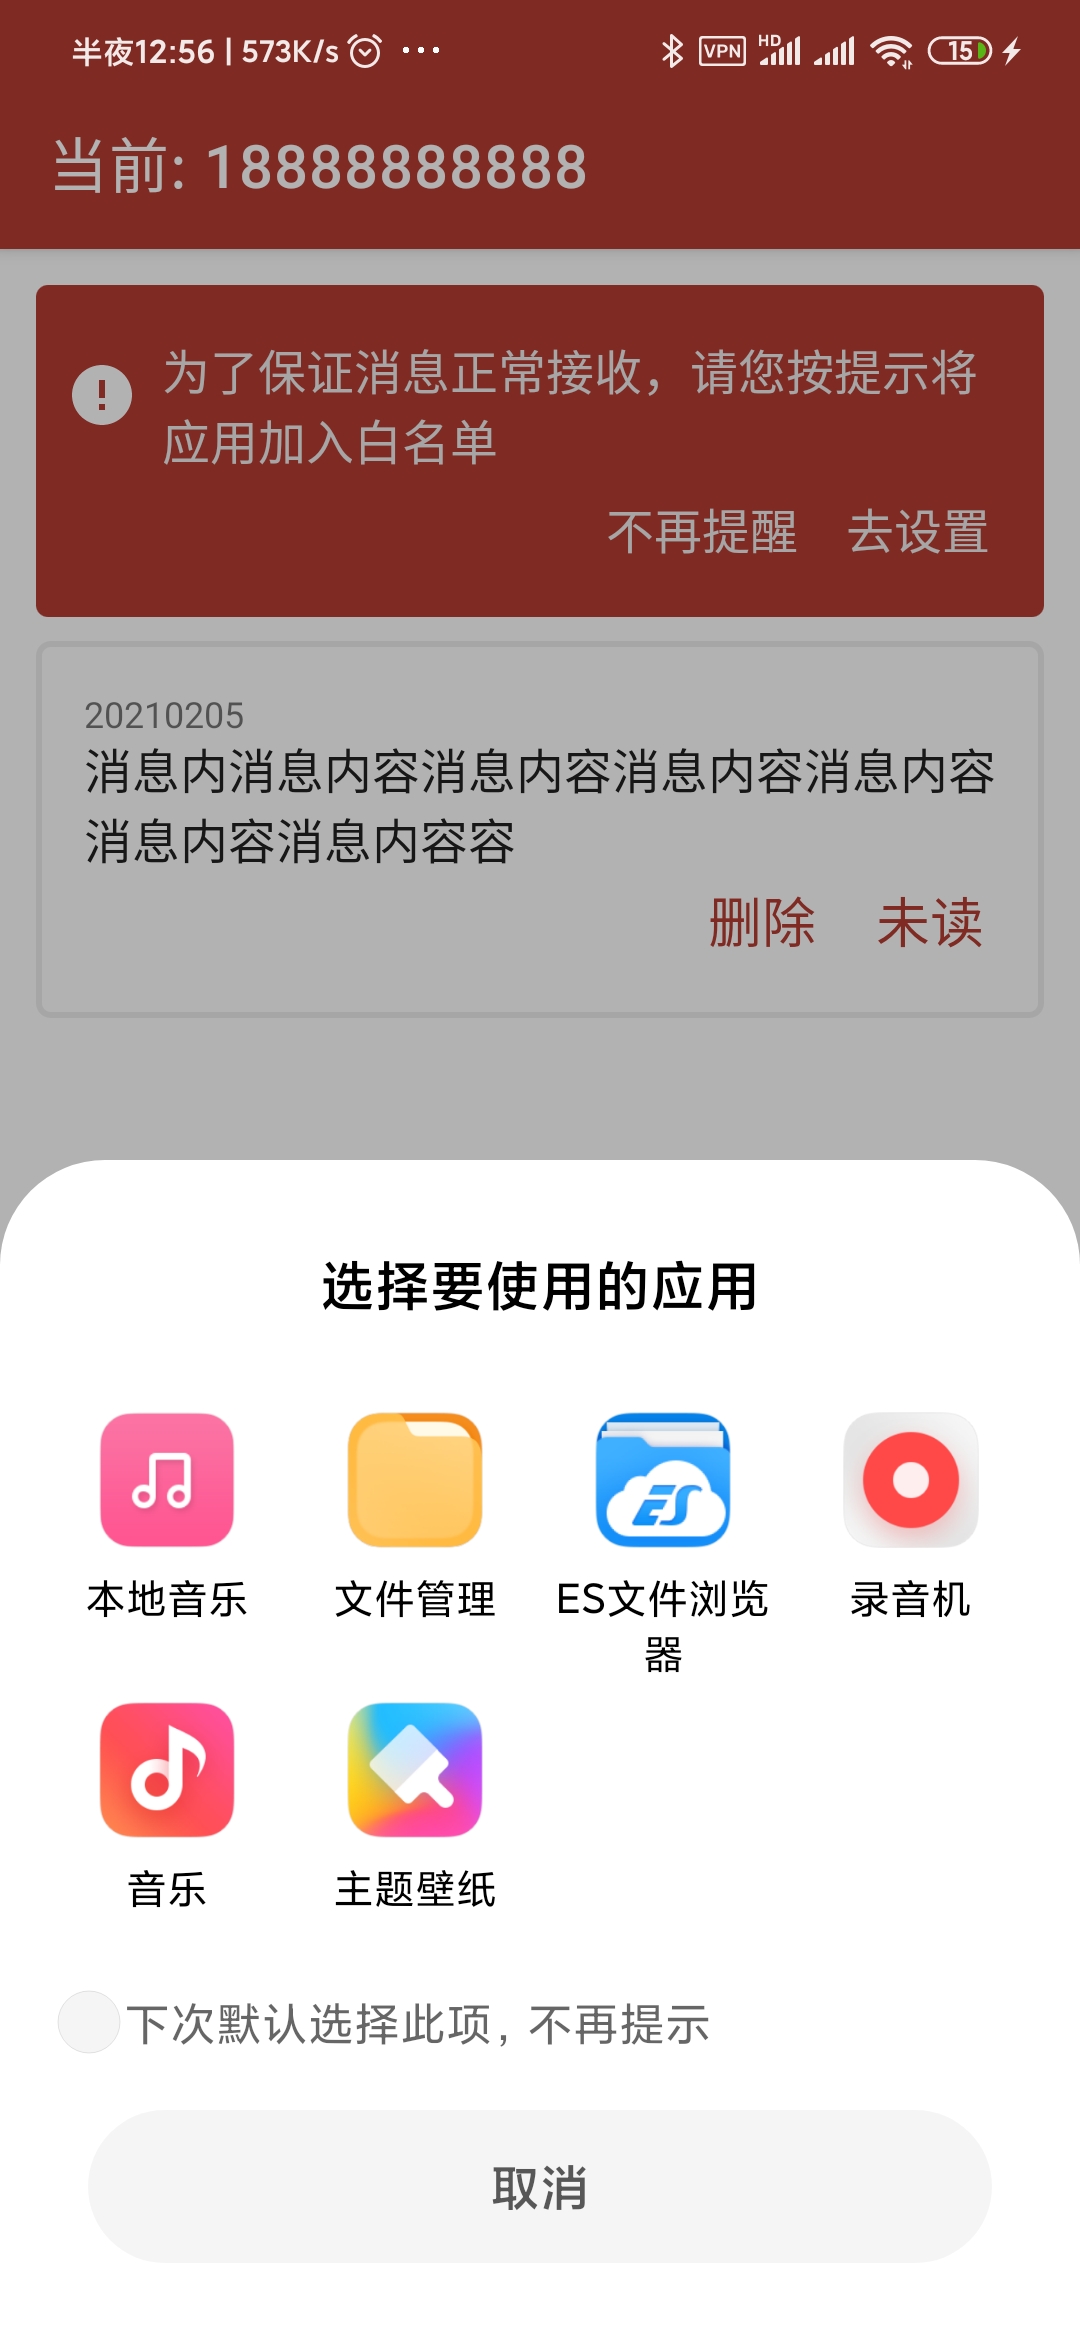 半夜12:56 | 573K/s ...
VPN HD 15
当前: 18888888888
为了保证消息正常接收，请您按提示将
应用加入白名单
不再提醒 去设置
20210205
消息内消息内容消息内容消息内容消息内容
消息内容消息内容容
删除 未读
选择要使用的应用
本地音乐 文件管理 ES文件浏览器 录音机
音乐 主题壁纸
下次默认选择此项，不再提示
取消